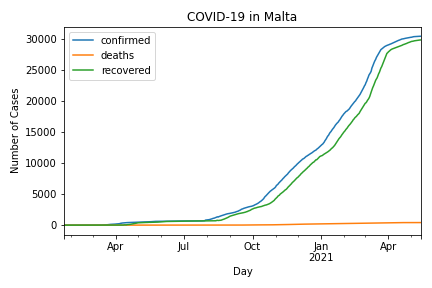 COVID-19 in Malta
confirmed
deaths
recovered
Number of Cases
30000
25000
20000
15000
10000
5000
0
Apr Jul Oct Jan Apr
2021
Day